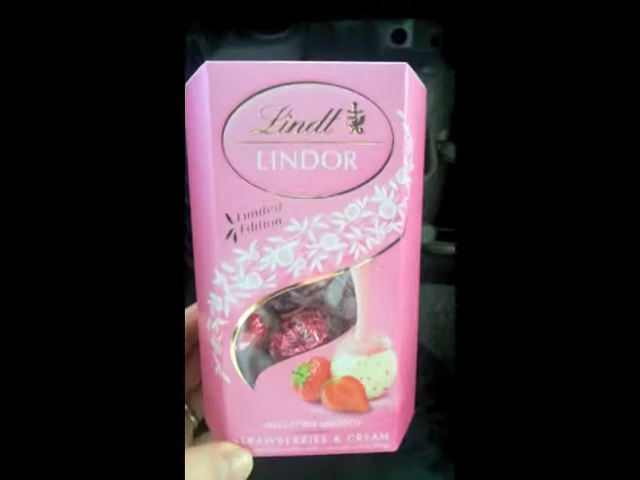 Lindt
LINDOR
Limited
Edition
STRAWBERRIES & CREAM